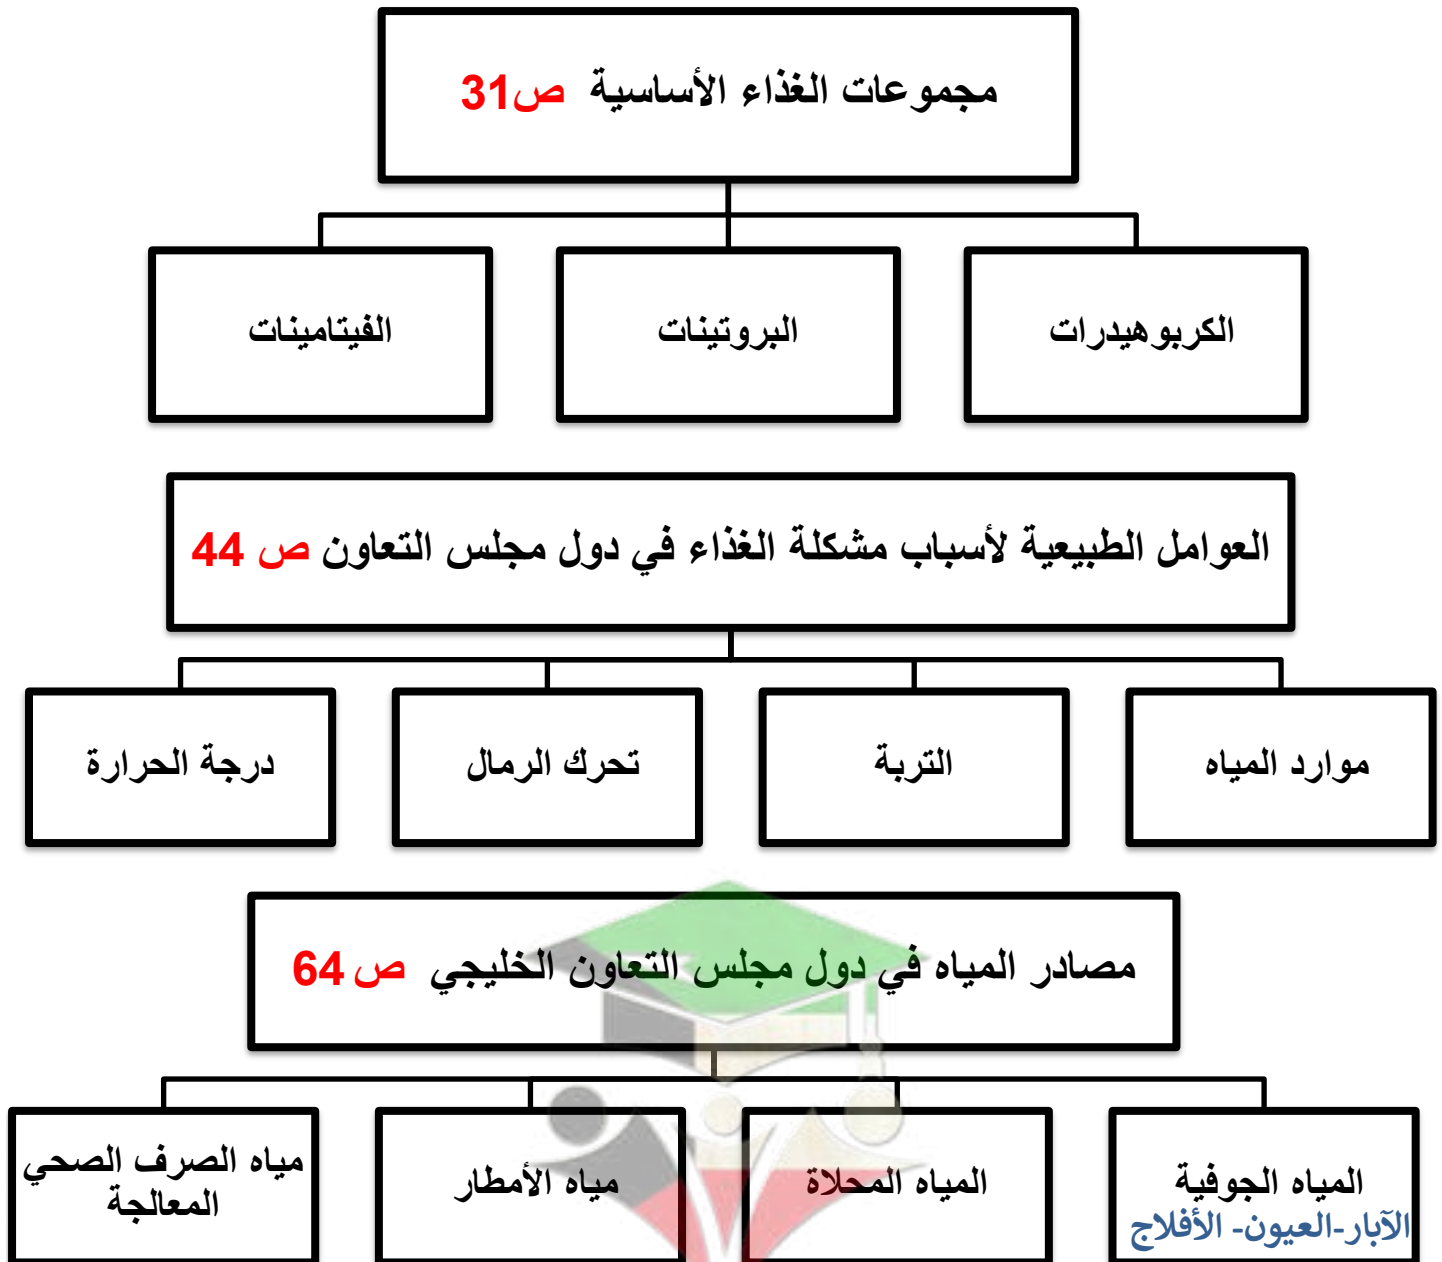 مجموعات الغذاء الأساسية ص31
الكربوهيدرات
البروتينات
الفيتامينات
العوامل الطبيعية لأسباب مشكلة الغذاء في دول مجلس التعاون ص 44
موارد المياه
التربة
تحرك الرمال
درجة الحرارة
مصادر المياه في دول مجلس التعاون الخليجي ص 64
المياه الجوفية
الآبار-العيون- الأفلاج
المياه المحلاة
مياه الأمطار
مياه الصرف الصحي
المعالجة